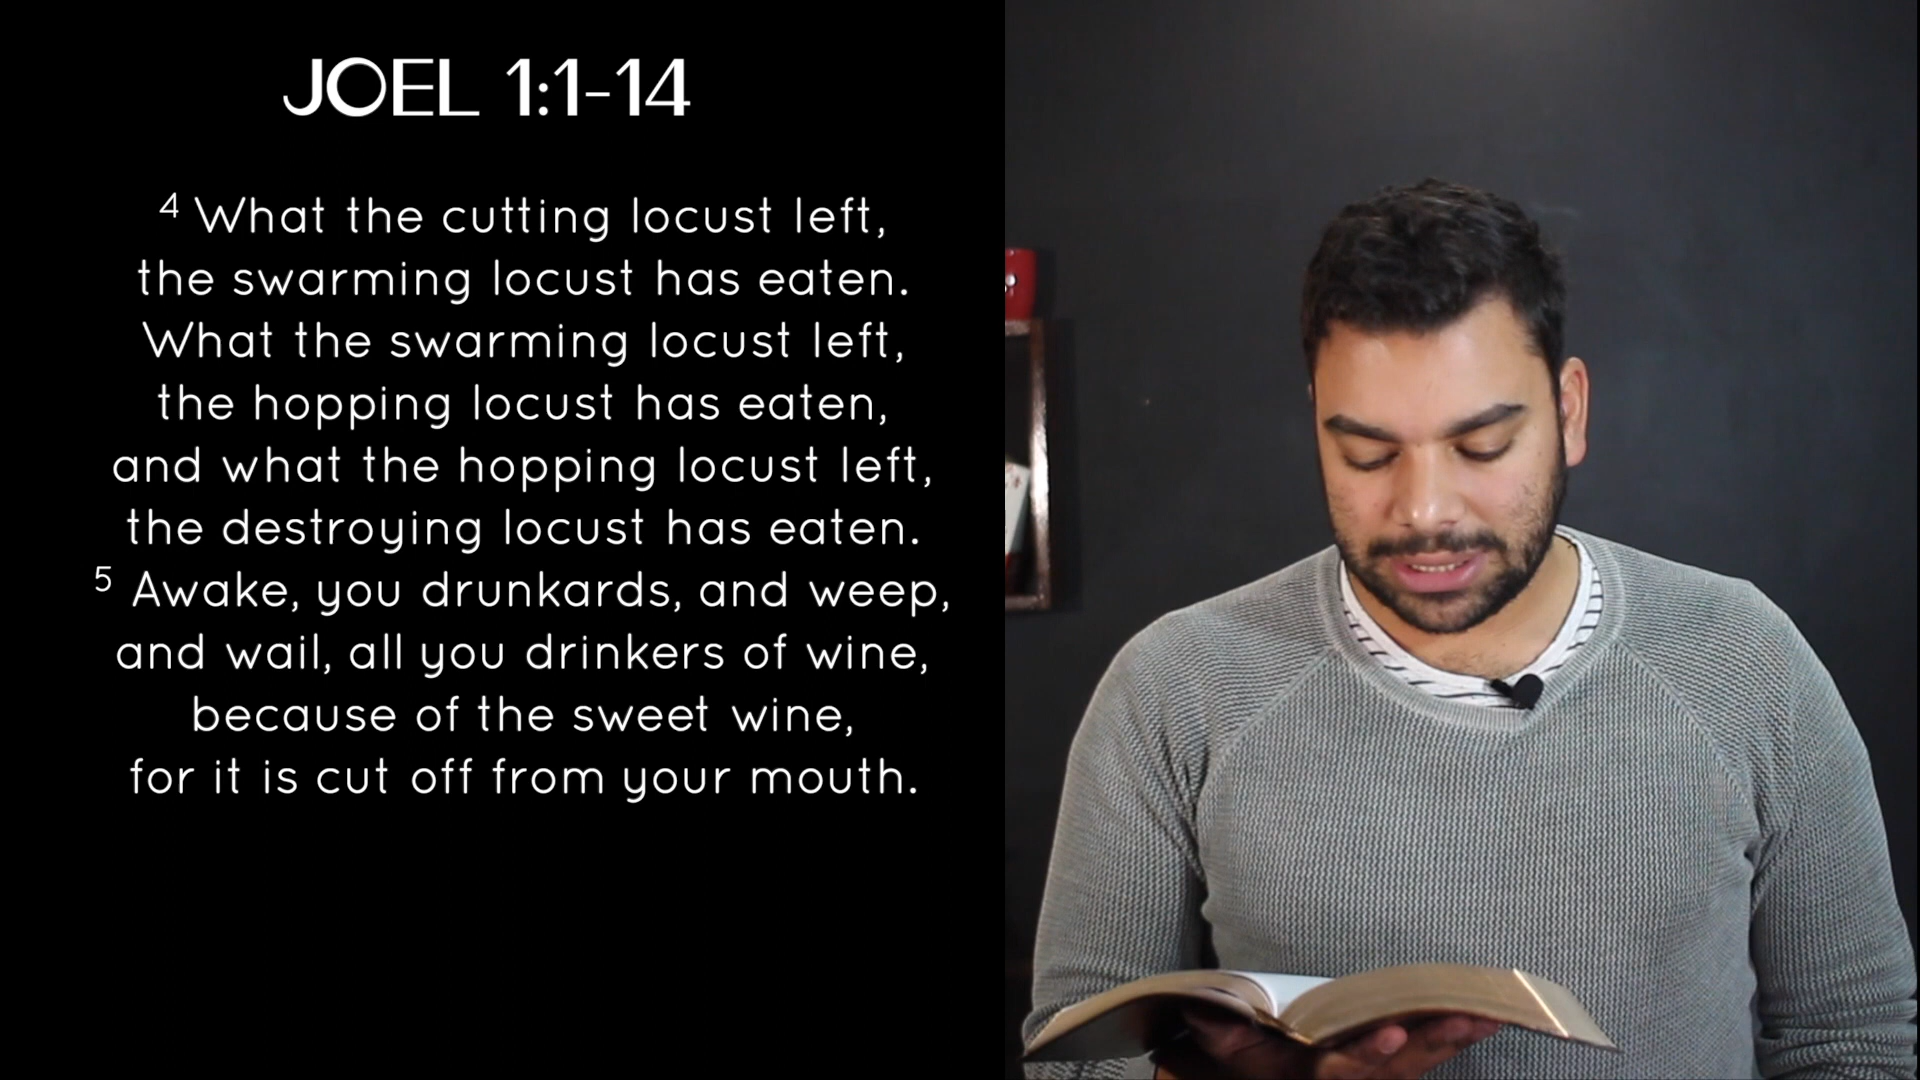 JOEL 1:1-14
4 What the cutting locust left,
the swarming locust has eaten.
What the swarming locust left,
the hopping locust has eaten,
and what the hopping locust left,
the destroying locust has eaten.
5 Awake, you drunkards, and weep,
and wail, all you drinkers of wine,
because of the sweet wine,
for it is cut off from your mouth.